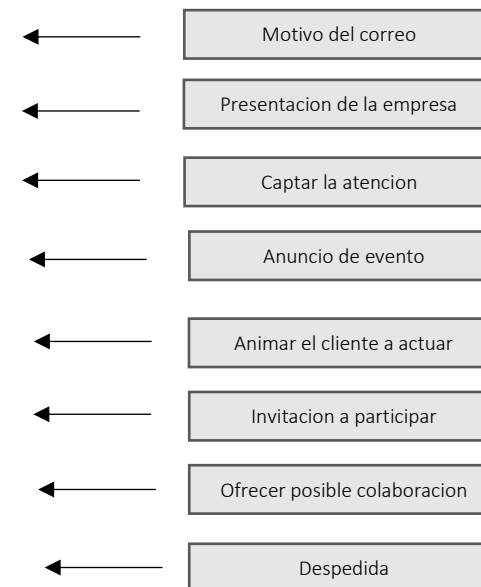 Motivo del correo
Presentacion de la empresa
Captar la atencion
Anuncio de evento
Animar el cliente a actuar
Invitacion a participar
Ofrecer posible colaboracion
Despedida